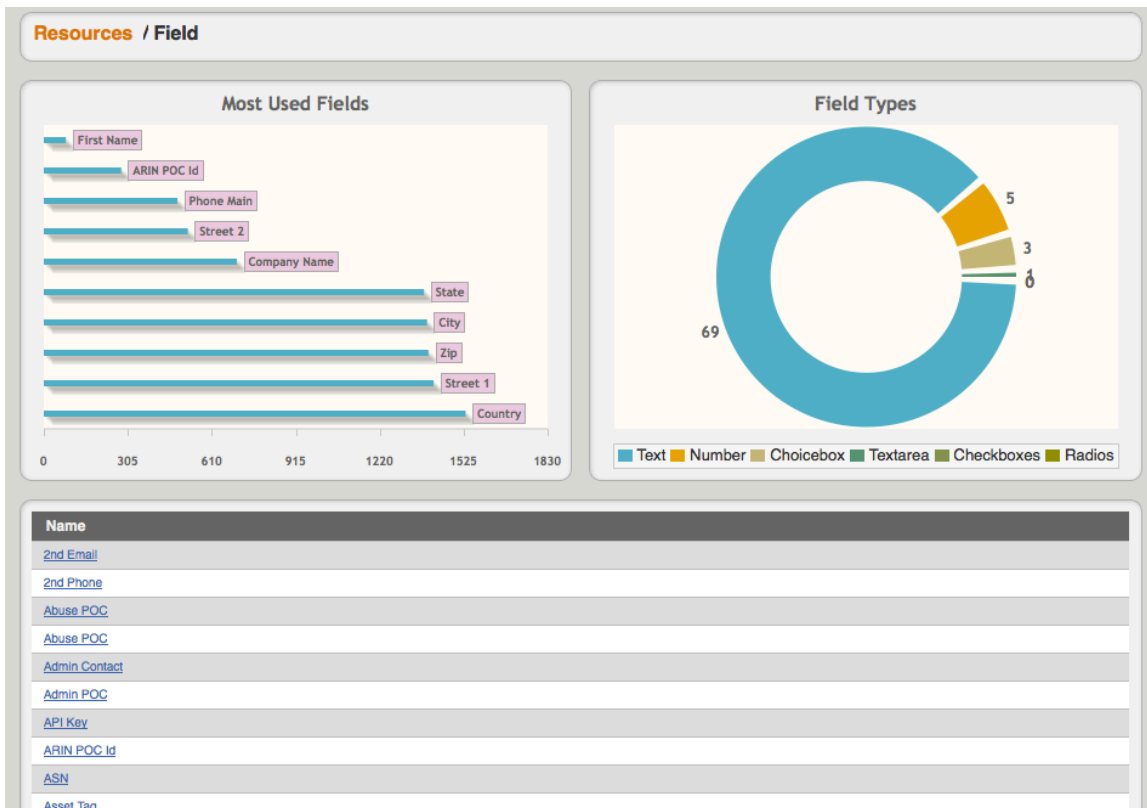 Resources / Field
Most Used Fields
First Name
ARIN POC Id
Phone Main
Street 2
Company Name
State
City
Zip
Street 1
Country
0 305 610 915 1220 1525 1830
Field Types
5
3
1
0
69
Text Number Choicebox Textarea Checkboxes Radios
Name
2nd Email
2nd Phone
Abuse POC
Abuse POC
Admin Contact
Admin POC
API Key
ARIN POC Id
ASN
Asset Tag